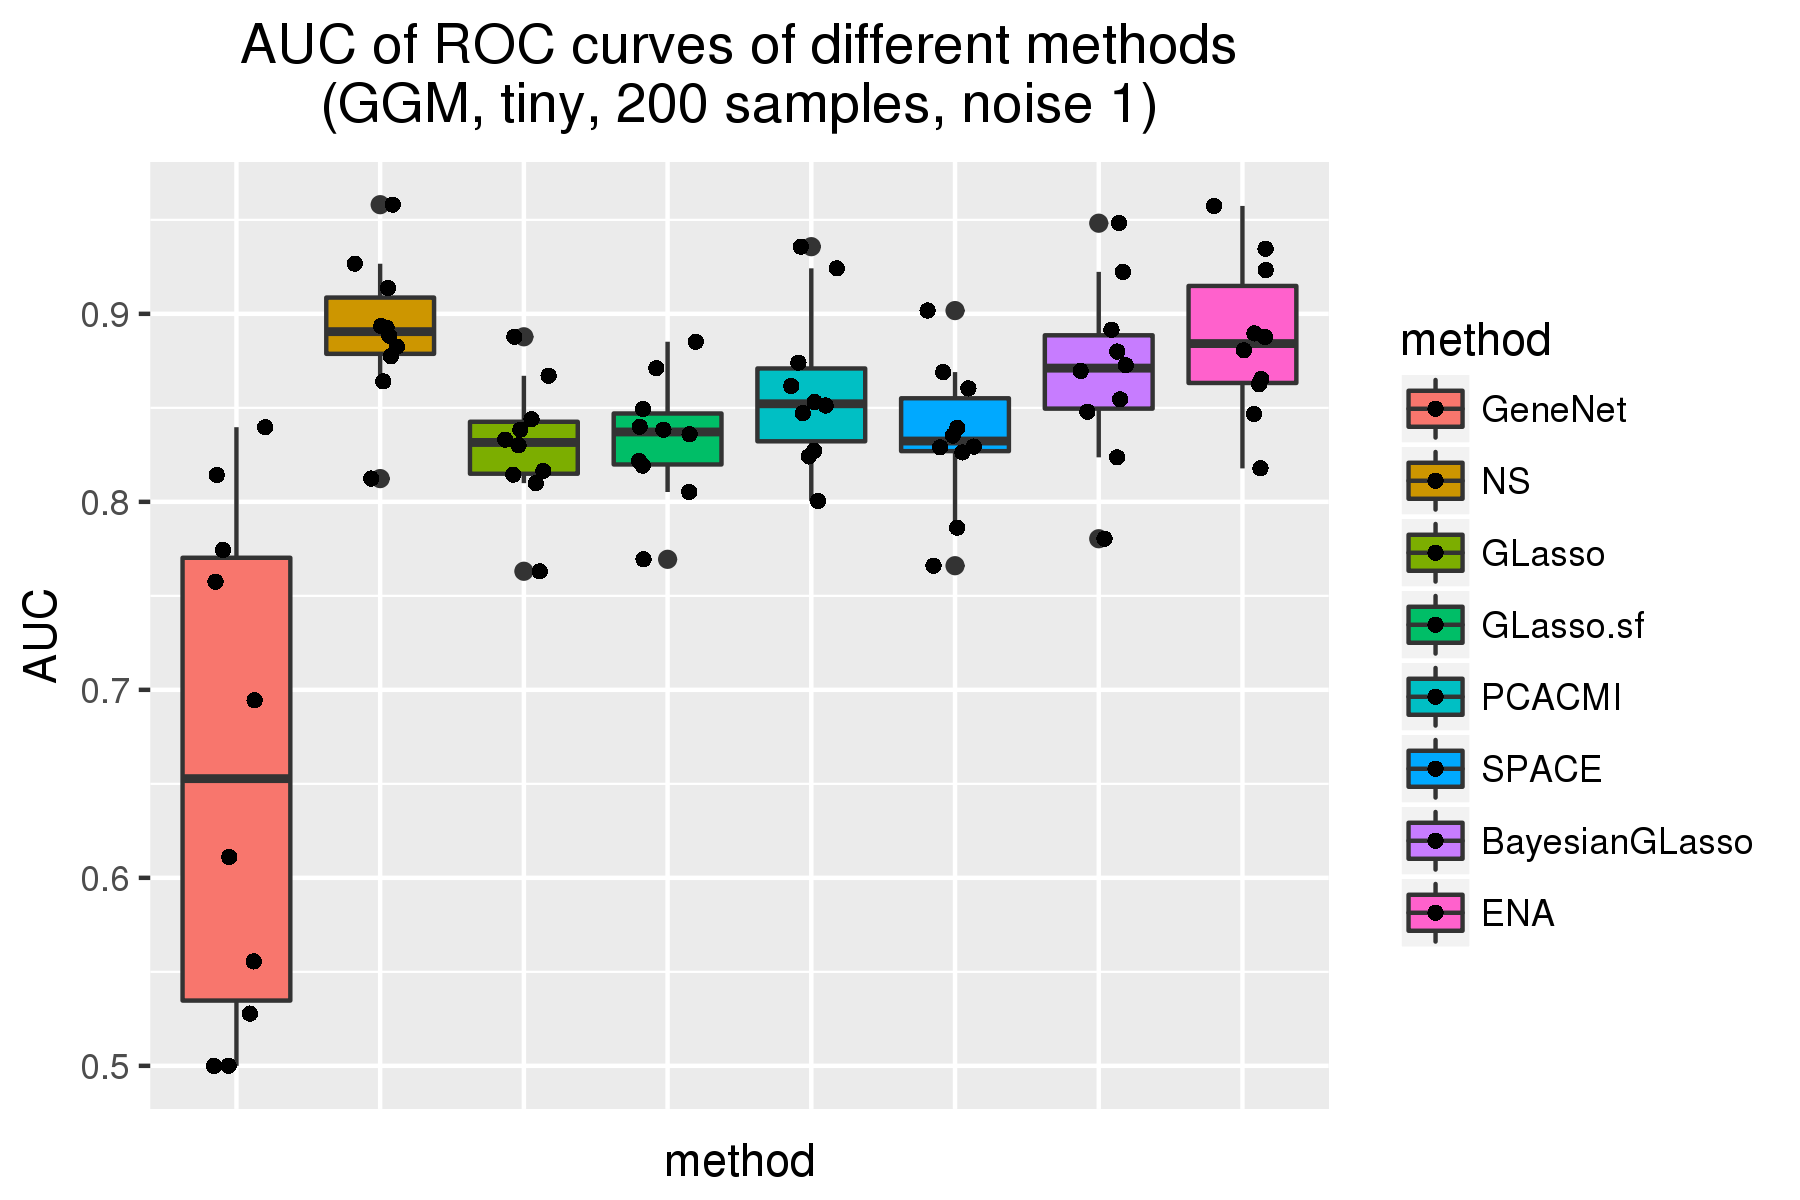 AUC of ROC curves of different methods
(GGM, tiny, 200 samples, noise 1)
AUC
0.9
0.8
0.7
0.6
0.5
method
method
GeneNet
NS
GLasso
GLasso.sf
PCACMI
SPACE
BayesianGLasso
ENA